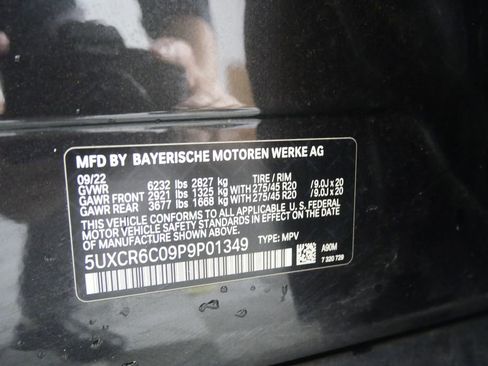 MFD BY BAYERISCHE MOTOREN WERKE AG
09/22
GVWR 6232 lbs 2827 kg TIRE / RIM
GAWR FRONT 2921 lbs 1325 kg WITH 275/45 R20 / 9.0J x 20
GAWR REAR 3677 lbs 1668 kg WITH 275/45 R20 / 9.0J x 20
THIS VEHICLE CONFORMS TO ALL APPLICABLE U.S. FEDERAL
MOTOR VEHICLE SAFETY STANDARDS IN EFFECT ON THE
DATE OF MANUFACTURE SHOWN ABOVE.
5UXCR6C09P9P01349 TYPE: MPV
A90M
7 320 729